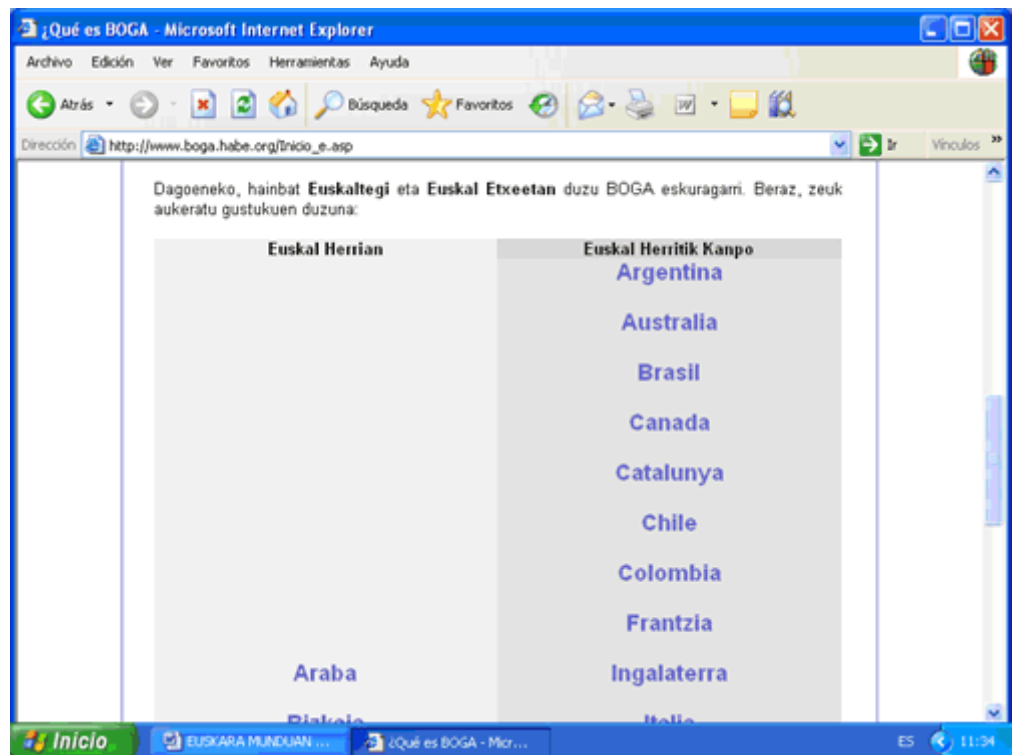 ¿Qué es BOGA - Microsoft Internet Explorer
Archivo Edición Ver Favoritos Herramientas Ayuda
Atrás Búsqueda Favoritos
Dirección http://www.boga.habe.org/Inicio_e.asp Ir Vínculos »
Dagoeneko, hainbat Euskaltegi eta Euskal Etxeetan duzu BOGA eskuragarri. Beraz, zeuk
aukeratu gustukuen duzuna:
Euskal Herrian Euskal Herritik Kanpo
Argentina
Australia
Brasil
Canada
Catalunya
Chile
Colombia
Frantzia
Araba Ingalaterra
Bizkaia Italia
Inicio EUSKARA MUNDUAN ... ¿Qué es BOGA - Micr... ES 11:34